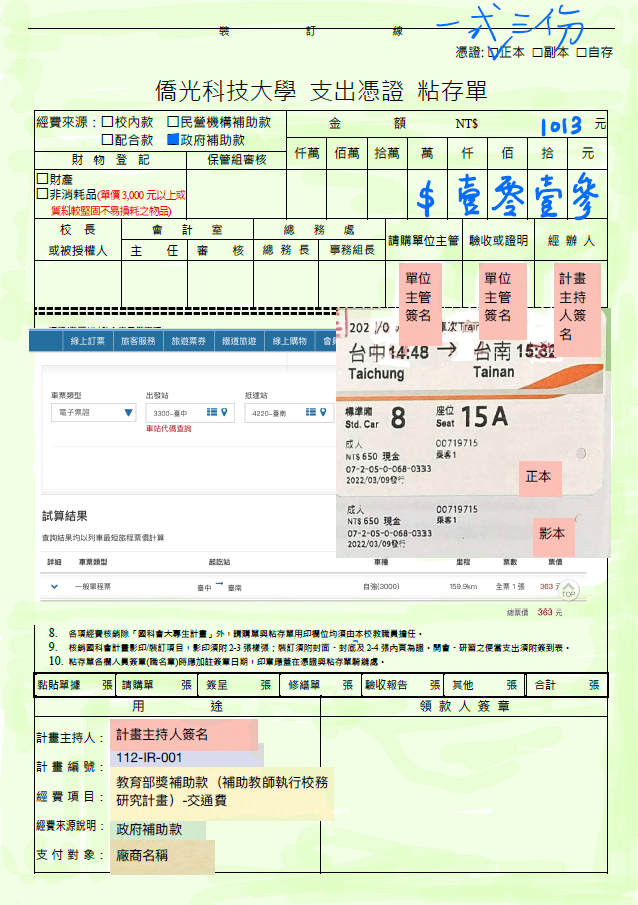 一式三份
裝 訂 線
憑證: □正本 □副本 □自存
僑光科技大學 支出憑證 粘存單
經費來源：□校內款 □民營機構補助款
□配合款 ■政府補助款
金 額 NT$ 1013 元
財 物 登 記 保管組審核 仟萬 佰萬 拾萬 萬 仟 佰 拾 元
□財產
□非消耗品(單價 3,000 元以上或
質料較堅固不易損耗之物品)
$ 壹 零 壹 參
校 長 會 計 室 總 務 處 請購單位主管 驗收或證明 經 辦 人
或被授權人 主 任 審 核 總 務 長 事務組長
單位主管簽名 單位主管簽名 計畫主持人簽名
線上訂票 旅客服務 旅遊票券 鐵道旅遊 線上購物
車票類型 出發站 抵達站
電子票證 3300-臺中 4220-臺南
車站代碼查詢
車次Train
台中14:48 → 台南15:32
Taichung Tainan
標準廂 8 座位 15A
Std. Car Seat
成人 00719715
NT$ 650 現金 乘客1
07-2-05-0-068-0333
2022/03/09發行
正本
成人 00719715
NT$ 650 現金 乘客1
07-2-05-0-068-0333
2022/03/09發行
影本
試算結果
查詢結果均以列車最短旅程票價計算
詳細 車票類型 起訖站 車種 里程 票數 票價
一般單程票 臺中 → 臺南 自強(3000) 159.9km 全票 1 張 363 元
TOP
總票價 363 元
8. 各項經費核銷除「國科會大專生計畫」外，請購單與粘存單用印欄位均須由本校教職員擔任。
9. 核銷國科會計畫影印/裝訂項目，影印須附 2-3 張樣張；裝訂須附封面、封底及 2-4 張內頁為證。開會、研習之便當支出須附簽到表。
10. 粘存單各欄人員簽章(職名章)時應加註簽章日期，印章應蓋在憑證與粘存單騎縫處。
黏貼單據 張 請購單 張 簽呈 張 修繕單 張 驗收報告 張 其他 張 合計 張
用 途 領 款 人 簽 章
計畫主持人： 計畫主持人簽名
計 畫 編 號： 112-IR-001
經 費 項 目： 教育部獎補助款（補助教師執行校務
研究計畫）-交通費
經費來源說明： 政府補助款
支 付 對 象： 廠商名稱